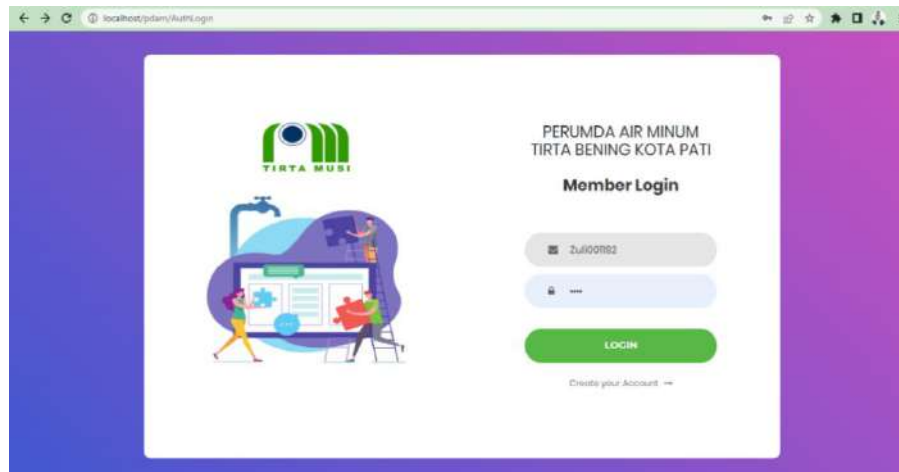 localhost/pdam/AuthLogin
TIRTA MUSI
PERUMDA AIR MINUM
TIRTA BENING KOTA PATI
Member Login
LOGIN
Create your Account →